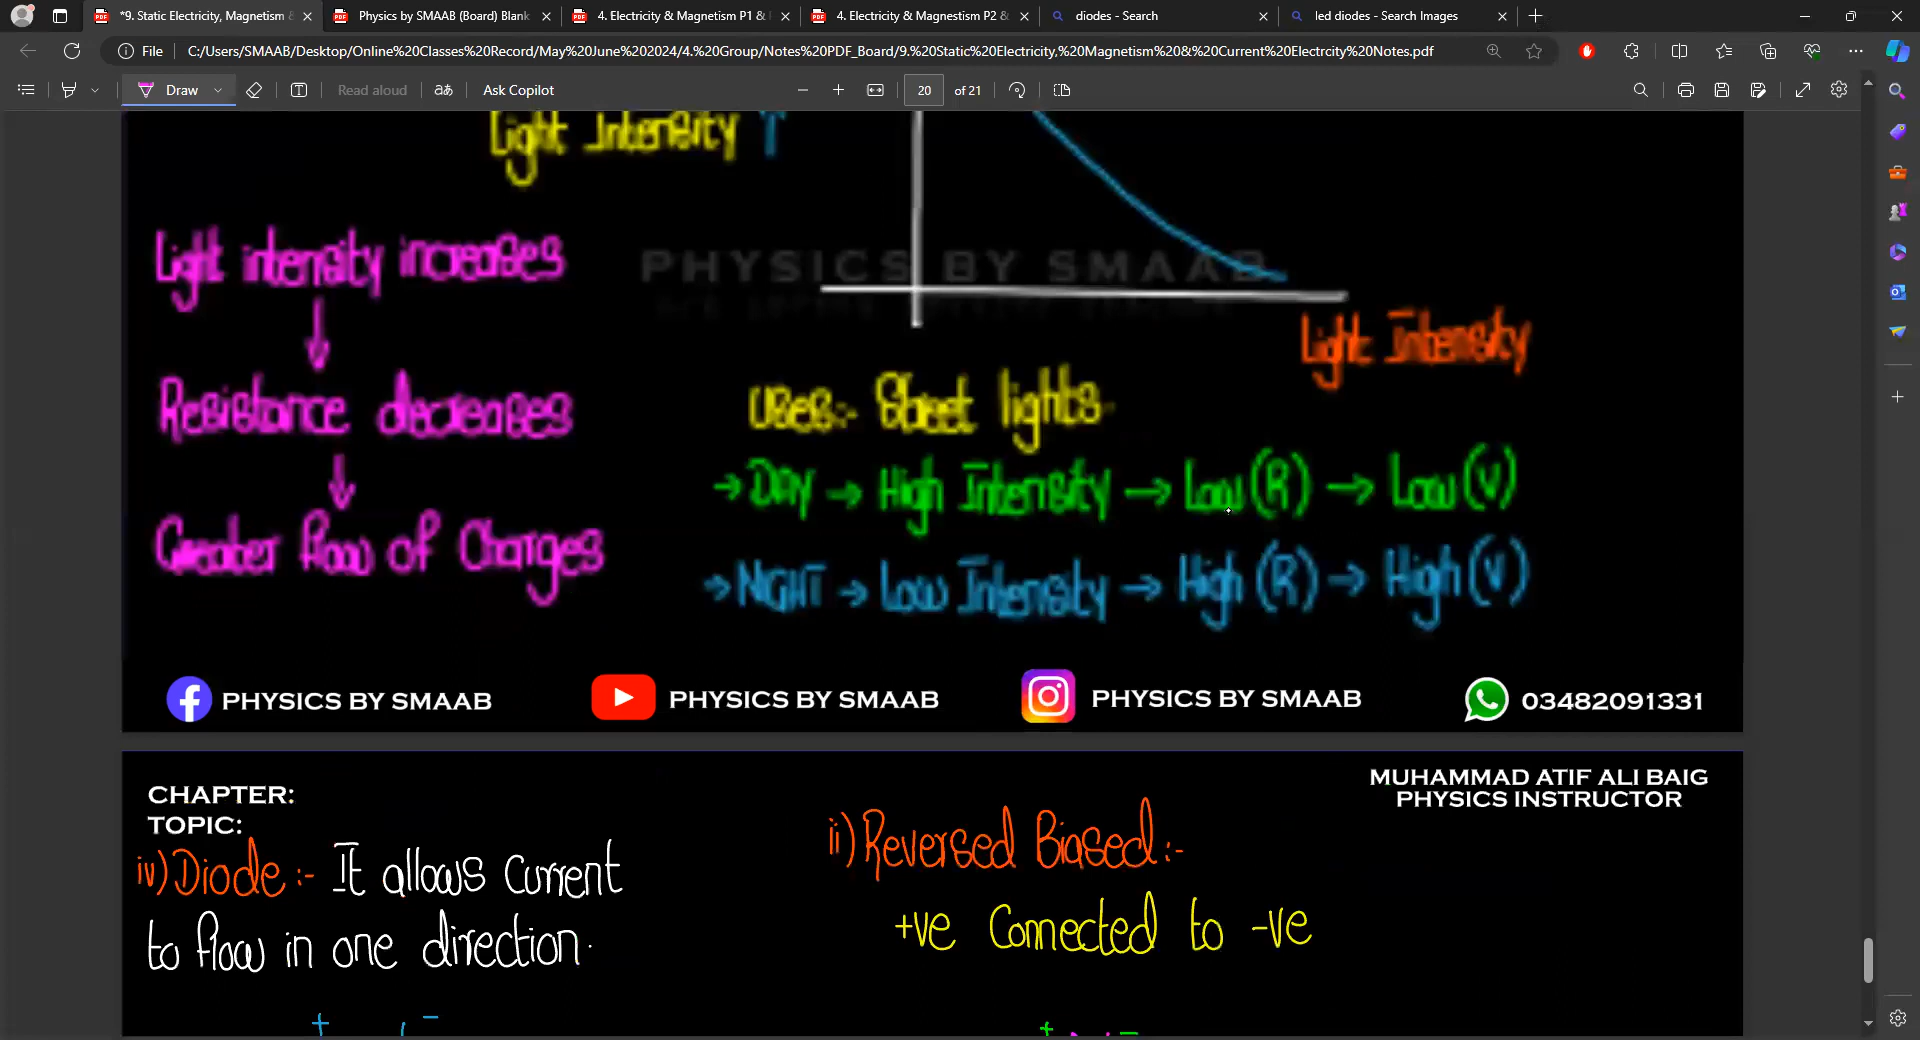 *9. Static Electricity, Magnetism &
Physics by SMAAB (Board) Blank
4. Electricity & Magnetism P1 &
4. Electricity & Magnestism P2 &
diodes - Search
led diodes - Search Images
File
C:/Users/SMAAB/Desktop/Online%20Classes%20Record/May%20June%202024/4.%20Group/Notes%20PDF_Board/9.%20Static%20Electricity,%20Magnetism%20&%20Current%20Electrcity%20Notes.pdf
Draw
Read aloud
aあ
Ask Copilot
20
of 21
Light Intensity ↑
Light intensity increases
↓
Resistance decreases
↓
Greater flow of Charges
PHYSICS BY SMAAB
Light Intensity
Uses:- Street lights.
→ DAY → High Intensity → Low (R) → Low (V)
→ NIGHT → Low Intensity → High (R) → High (V)
PHYSICS BY SMAAB
PHYSICS BY SMAAB
PHYSICS BY SMAAB
03482091331
CHAPTER:
TOPIC:
MUHAMMAD ATIF ALI BAIG
PHYSICS INSTRUCTOR
iv) Diode :- It allows Current
to flow in one direction.
+ −
ii) Reversed Biased :-
+ve Connected to -ve
+ −